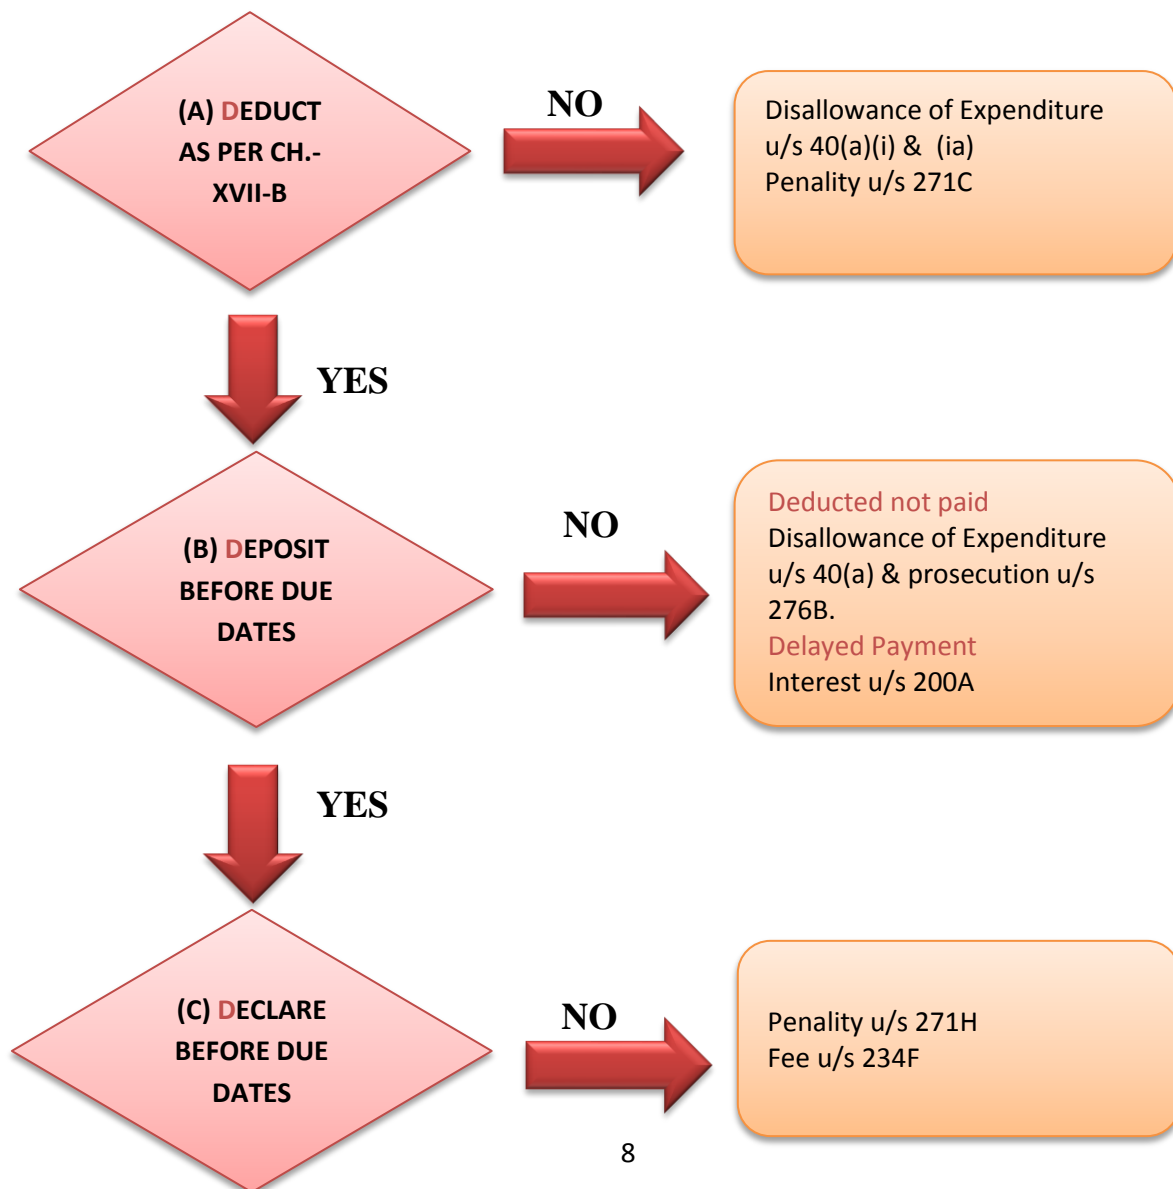 (A) DEDUCT
AS PER CH.-
XVII-B
NO
Disallowance of Expenditure
u/s 40(a)(i) &  (ia)
Penality u/s 271C
YES
(B) DEPOSIT
BEFORE DUE
DATES
NO
Deducted not paid
Disallowance of Expenditure
u/s 40(a) & prosecution u/s
276B.
Delayed Payment
Interest u/s 200A
YES
(C) DECLARE
BEFORE DUE
DATES
NO
Penality u/s 271H
Fee u/s 234F
8